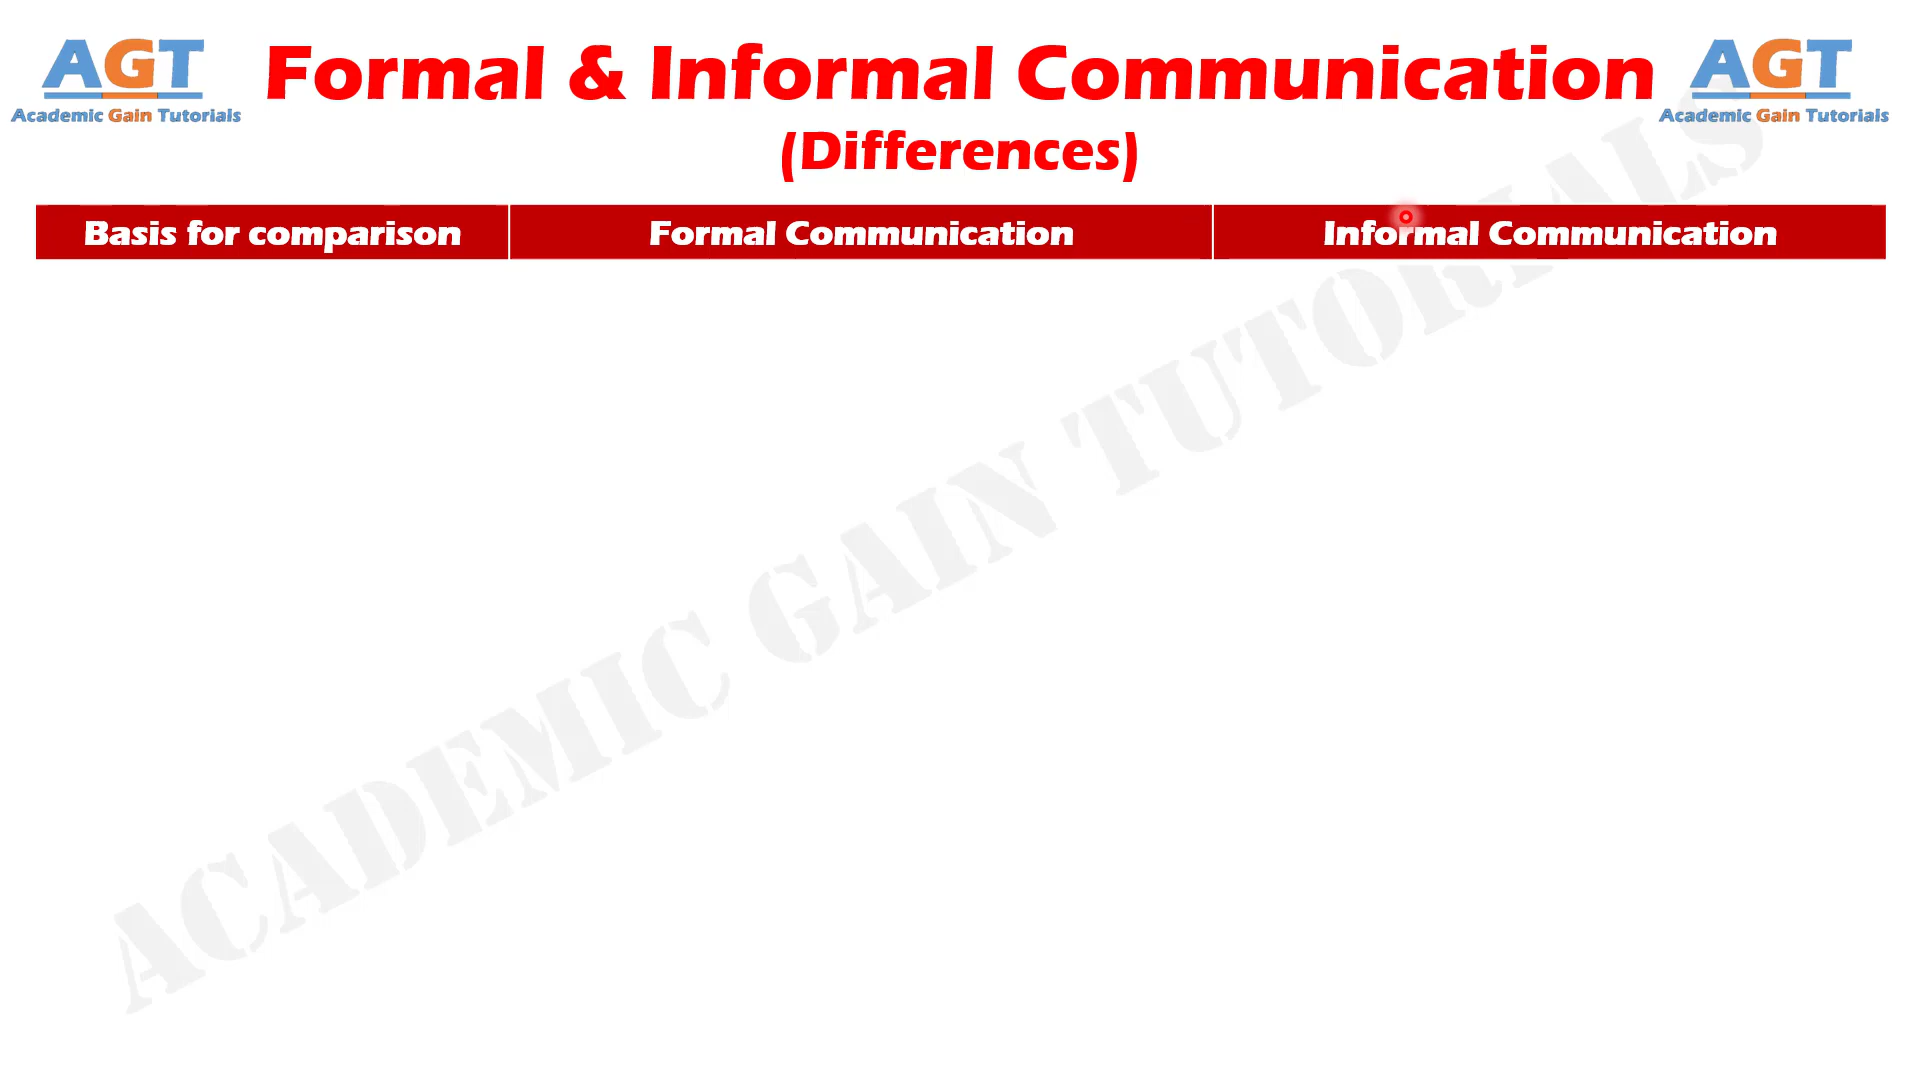 AGT
Academic Gain Tutorials
Formal & Informal Communication
(Differences)
AGT
Academic Gain Tutorials
Basis for comparison
Formal Communication
Informal Communication
ACADEMIC GAIN TUTORIALS